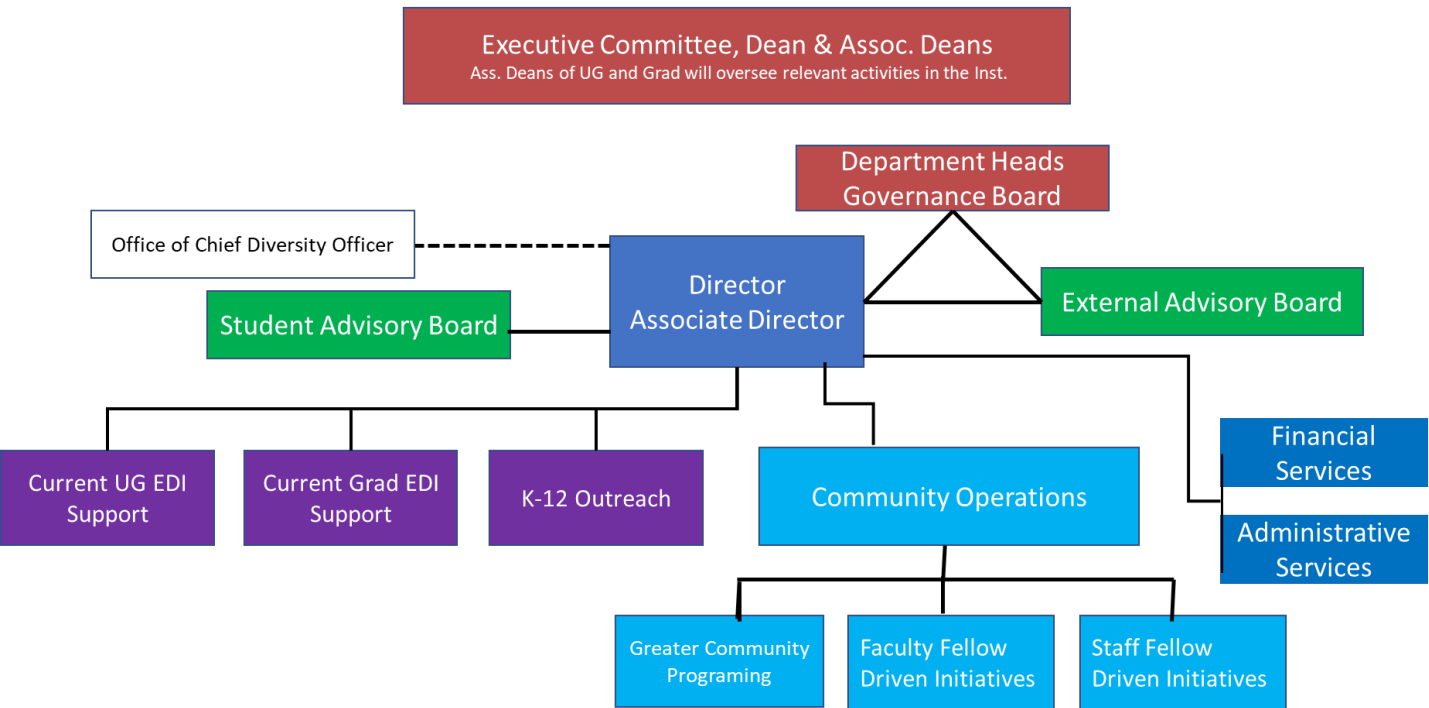 Executive Committee, Dean & Assoc. Deans
Ass. Deans of UG and Grad will oversee relevant activities in the Inst.
Department Heads
Governance Board
Office of Chief Diversity Officer
Director
Associate Director
External Advisory Board
Student Advisory Board
Financial
Services
Current UG EDI
Support
Current Grad EDI
Support
K-12 Outreach
Community Operations
Administrative
Services
Greater Community
Programing
Faculty Fellow
Driven Initiatives
Staff Fellow
Driven Initiatives